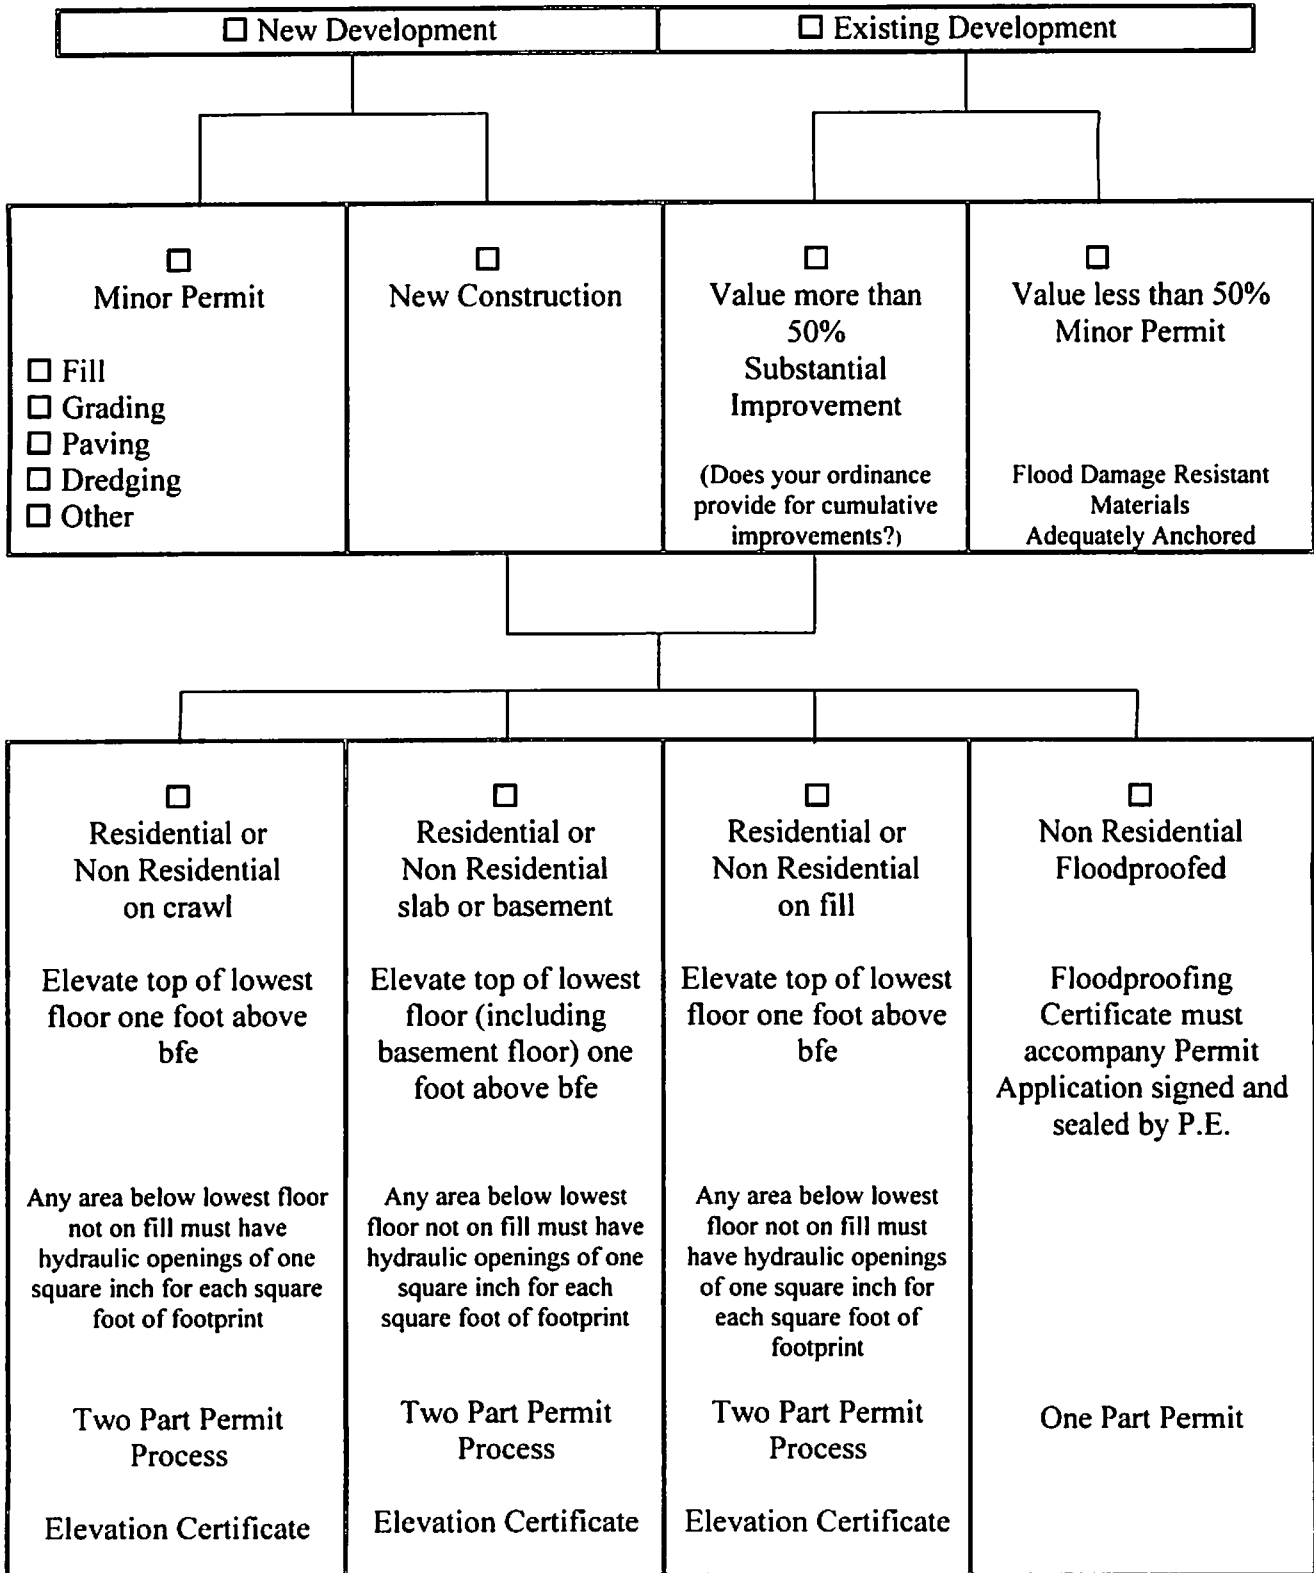 ☐ New Development
☐ Existing Development
☐
Minor Permit
☐ Fill
☐ Grading
☐ Paving
☐ Dredging
☐ Other
☐
New Construction
☐
Value more than
50%
Substantial
Improvement
(Does your ordinance
provide for cumulative
improvements?)
☐
Value less than 50%
Minor Permit
Flood Damage Resistant
Materials
Adequately Anchored
☐
Residential or
Non Residential
on crawl
Elevate top of lowest
floor one foot above
bfe
Any area below lowest floor
not on fill must have
hydraulic openings of one
square inch for each square
foot of footprint
Two Part Permit
Process
Elevation Certificate
☐
Residential or
Non Residential
slab or basement
Elevate top of lowest
floor (including
basement floor) one
foot above bfe
Any area below lowest
floor not on fill must have
hydraulic openings of one
square inch for each
square foot of footprint
Two Part Permit
Process
Elevation Certificate
☐
Residential or
Non Residential
on fill
Elevate top of lowest
floor one foot above
bfe
Any area below lowest
floor not on fill must
have hydraulic openings
of one square inch for
each square foot of
footprint
Two Part Permit
Process
Elevation Certificate
☐
Non Residential
Floodproofed
Floodproofing
Certificate must
accompany Permit
Application signed and
sealed by P.E.
One Part Permit